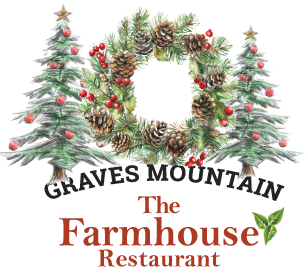 GRAVES MOUNTAIN
The
Farmhouse
Restaurant